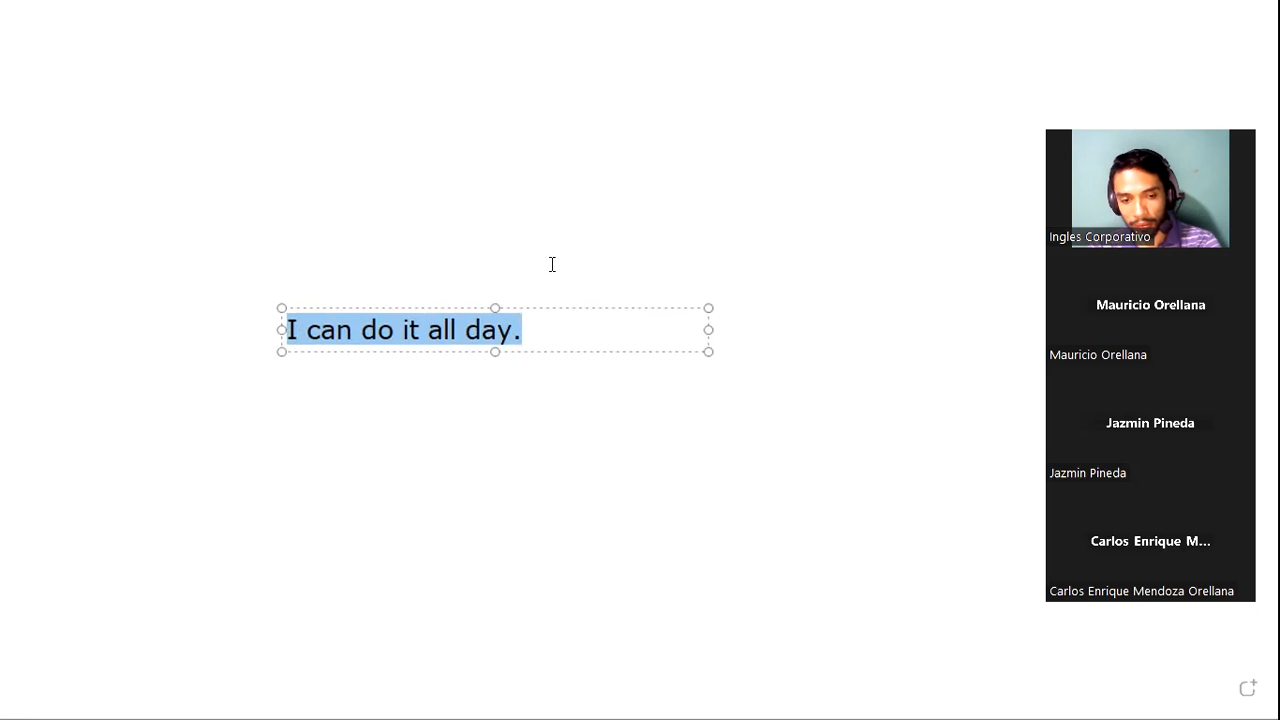 I can do it all day.
Ingles Corporativo
Mauricio Orellana
Mauricio Orellana
Jazmin Pineda
Jazmin Pineda
Carlos Enrique M...
Carlos Enrique Mendoza Orellana